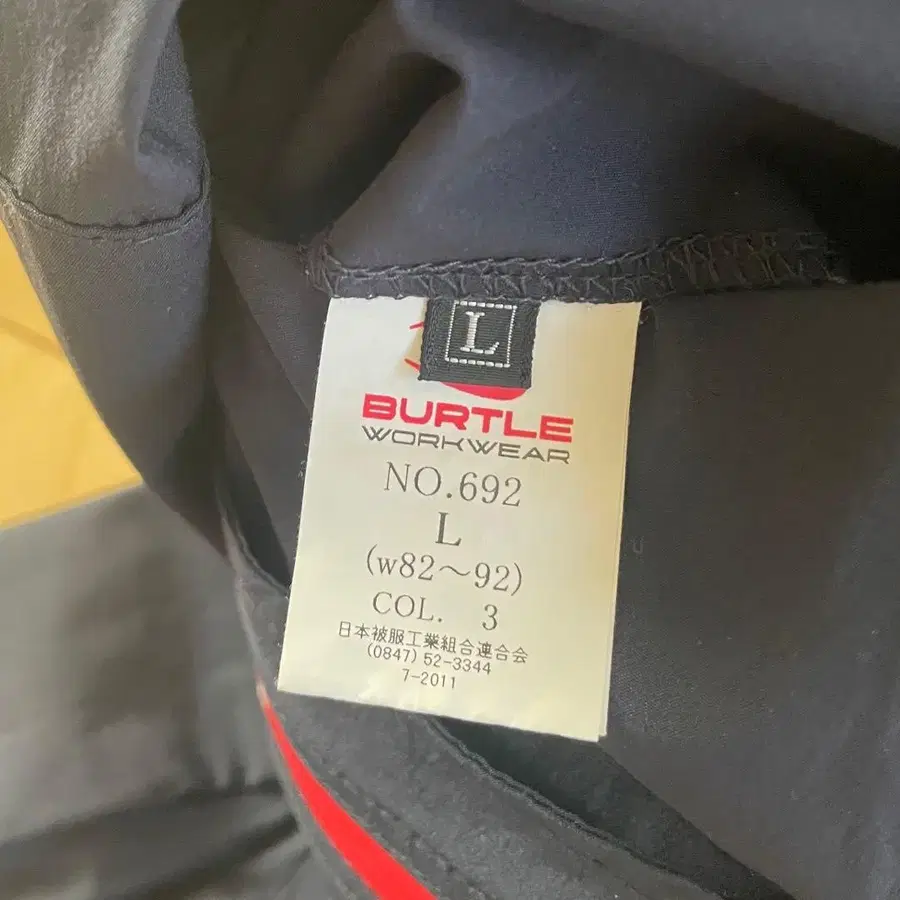 L
BURTLE
WORKWEAR
NO.692
L
(w82～92)
COL. 3
日本被服工業組合連合会
(0847) 52-3344
7-2011